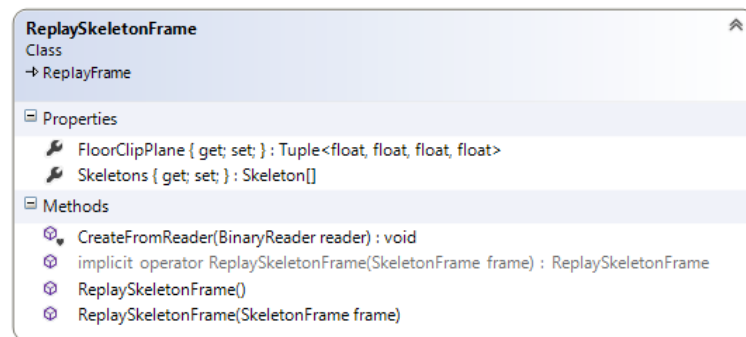 ReplaySkeletonFrame
Class
ReplayFrame
Properties
FloorClipPlane { get; set; } : Tuple<float, float, float, float>
Skeletons { get; set; } : Skeleton[]
Methods
CreateFromReader(BinaryReader reader) : void
implicit operator ReplaySkeletonFrame(SkeletonFrame frame) : ReplaySkeletonFrame
ReplaySkeletonFrame()
ReplaySkeletonFrame(SkeletonFrame frame)